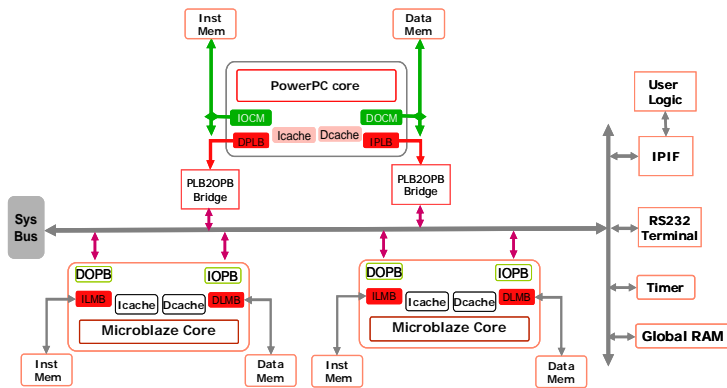 Inst
Mem
Data
Mem
PowerPC core
IOCM
DOCM
Icache
Dcache
DPLB
IPLB
User
Logic
IPIF
PLB2OPB
Bridge
PLB2OPB
Bridge
Sys
Bus
RS232
Terminal
DOPB
IOPB
ILMB
Icache
Dcache
DLMB
Microblaze Core
Inst
Mem
Data
Mem
DOPB
IOPB
ILMB
Icache
Dcache
DLMB
Microblaze Core
Inst
Mem
Data
Mem
Timer
Global RAM